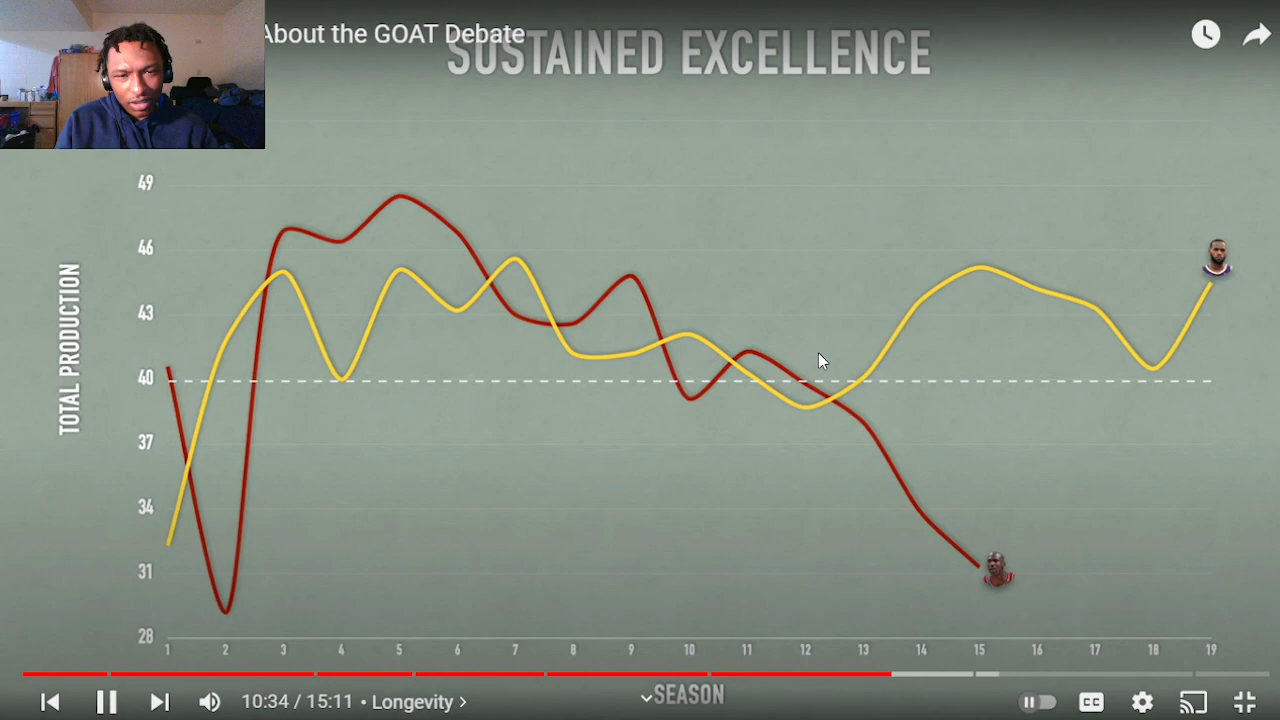 About the GOAT Debate
SUSTAINED EXCELLENCE
49
46
43
40
37
34
31
28
TOTAL PRODUCTION
1 2 3 4 5 6 7 8 9 10 11 12 13 14 15 16 17 18 19
SEASON
10:34 / 15:11 • Longevity >
CC